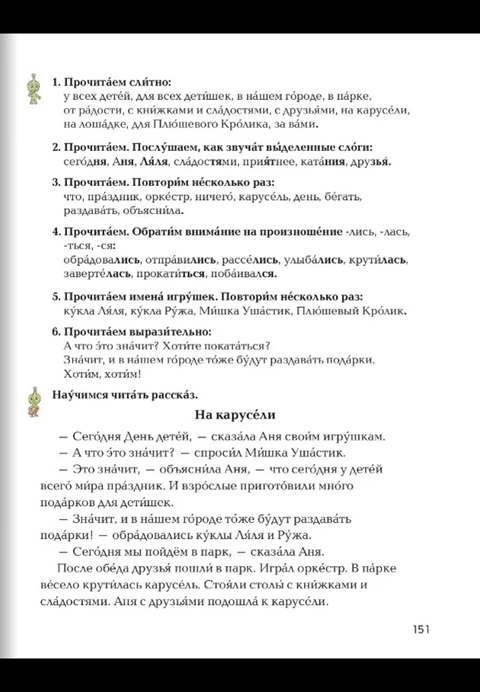 1. Прочита́ем сли́тно:
у всех дете́й, для всех дети́шек, в на́шем го́роде, в па́рке,
от ра́дости, с кни́жками и сла́достями, с друзья́ми, на карусе́ли,
на лоша́дке, для Плю́шевого Кро́лика, за ва́ми.
2. Прочита́ем. Послу́шаем, как звуча́т вы́деленные сло́ги:
сего́дня, А́ня, Ля́ля, сла́достями, прия́тнее, ката́ния, друзья́.
3. Прочита́ем. Повтори́м не́сколько раз:
что, пра́здник, орке́стр, ничего́, карусе́ль, день, бе́гать,
раздава́ть, объясни́ла.
4. Прочита́ем. Обрати́м внима́ние на произноше́ние -лись, -лась,
-ться, -ся:
обра́довались, отпра́вились, рассе́лись, улыба́лись, крути́лась,
заверте́лась, прокати́ться, поба́ивался.
5. Прочита́ем имена́ игру́шек. Повтори́м не́сколько раз:
ку́кла Ля́ля, ку́кла Ру́жа, Ми́шка Уша́стик, Плю́шевый Кро́лик.
6. Прочита́ем вырази́тельно:
А что э́то зна́чит? Хоти́те поката́ться?
Зна́чит, и в на́шем го́роде то́же бу́дут раздава́ть пода́рки.
Хоти́м, хоти́м!
Нау́чимся чита́ть расска́з.
На карусе́ли
— Сего́дня День дете́й, — сказа́ла Аня свои́м игру́шкам.
— А что э́то зна́чит? — спроси́л Ми́шка Уша́стик.
— Это зна́чит, — объясни́ла Аня, — что сего́дня у дете́й
всего́ ми́ра пра́здник. И взро́слые пригото́вили мно́го
пода́рков для дети́шек.
— Зна́чит, и в на́шем го́роде то́же бу́дут раздава́ть
пода́рки! — обра́довались ку́клы Ля́ля и Ру́жа.
— Сего́дня мы пойдём в парк, — сказа́ла Аня.
По́сле обе́да друзья́ пошли́ в парк. Игра́л орке́стр. В па́рке
ве́село крути́лась карусе́ль. Стоя́ли столы́ с кни́жками и
сла́достями. Аня с друзья́ми подошла́ к карусе́ли.
151